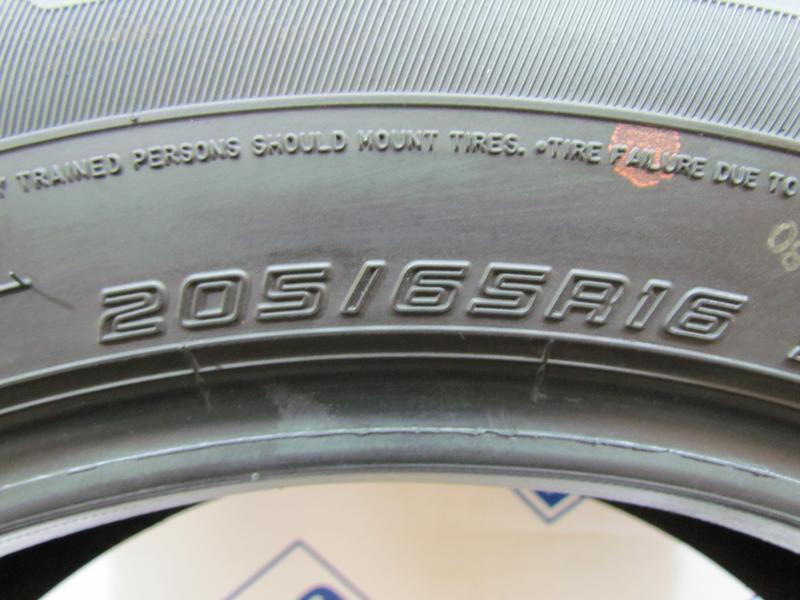 TRAINED PERSONS SHOULD MOUNT TIRES. •TIRE FAILURE DUE TO
205/65R16